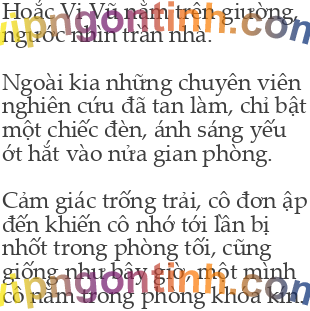 Hoắc Vi Vũ nằm trên giường,
ngước nhìn trần nhà.
Ngoài kia những chuyên viên
nghiên cứu đã tan làm, chỉ bật
một chiếc đèn, ánh sáng yếu
ớt hắt vào nửa gian phòng.
Cảm giác trống trải, cô đơn ập
đến khiến cô nhớ tới lần bị
nhốt trong phòng tối, cũng
giống như bây giờ, một mình
cô nằm trong phòng khóa kín.